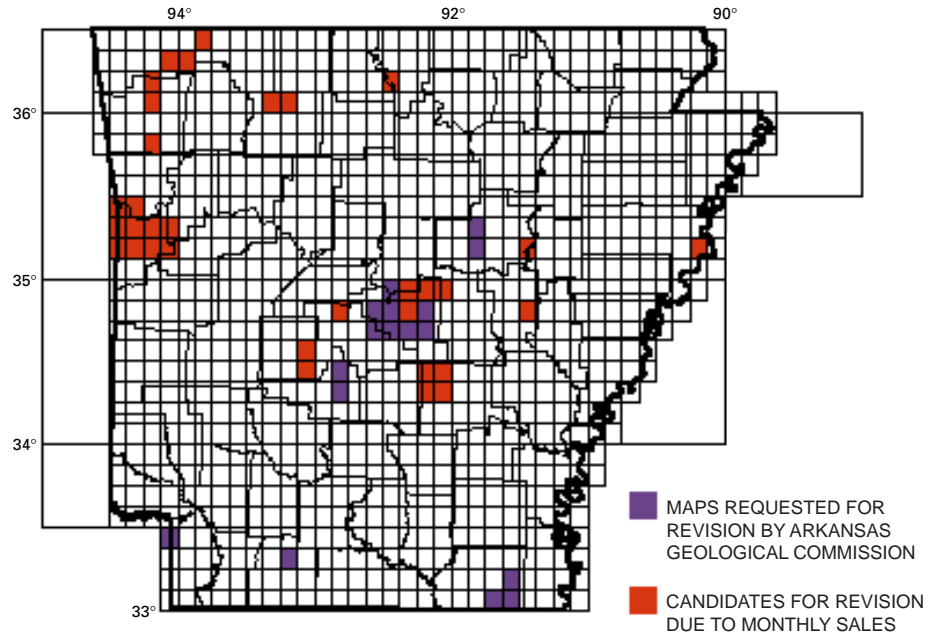 94°
92°
90°
36°
35°
34°
33°
MAPS REQUESTED FOR
REVISION BY ARKANSAS
GEOLOGICAL COMMISSION
CANDIDATES FOR REVISION
DUE TO MONTHLY SALES